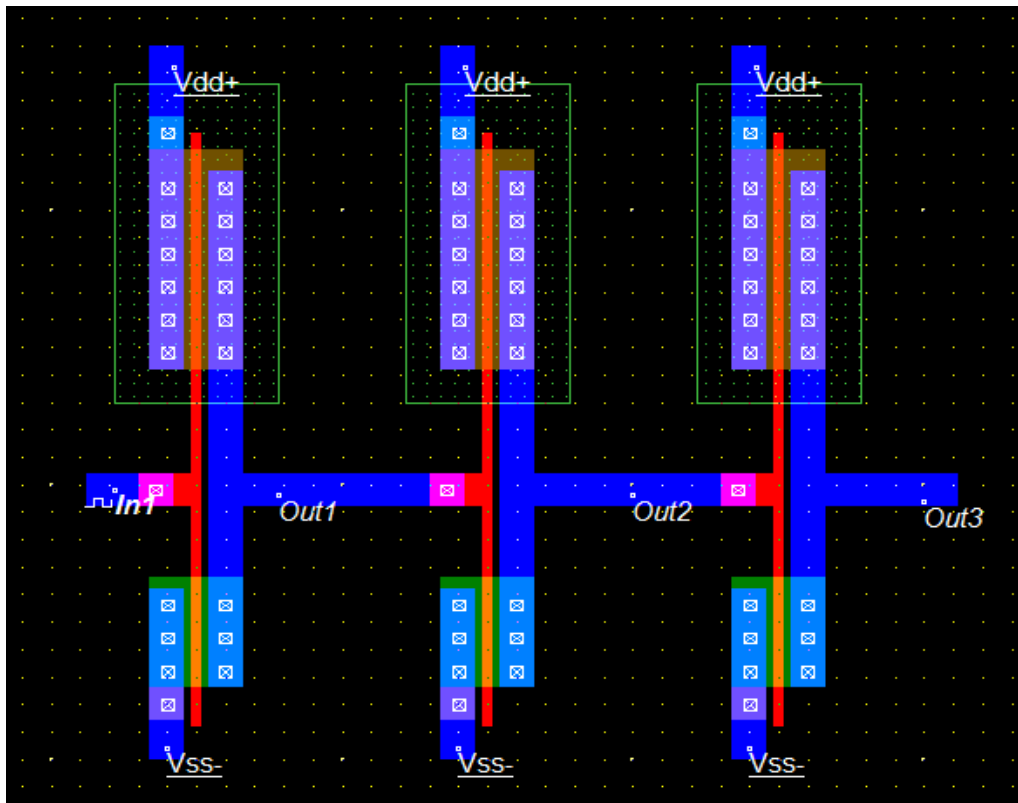 Vdd+
Vdd+
Vdd+
In1
Out1
Out2
Out3
Vss-
Vss-
Vss-